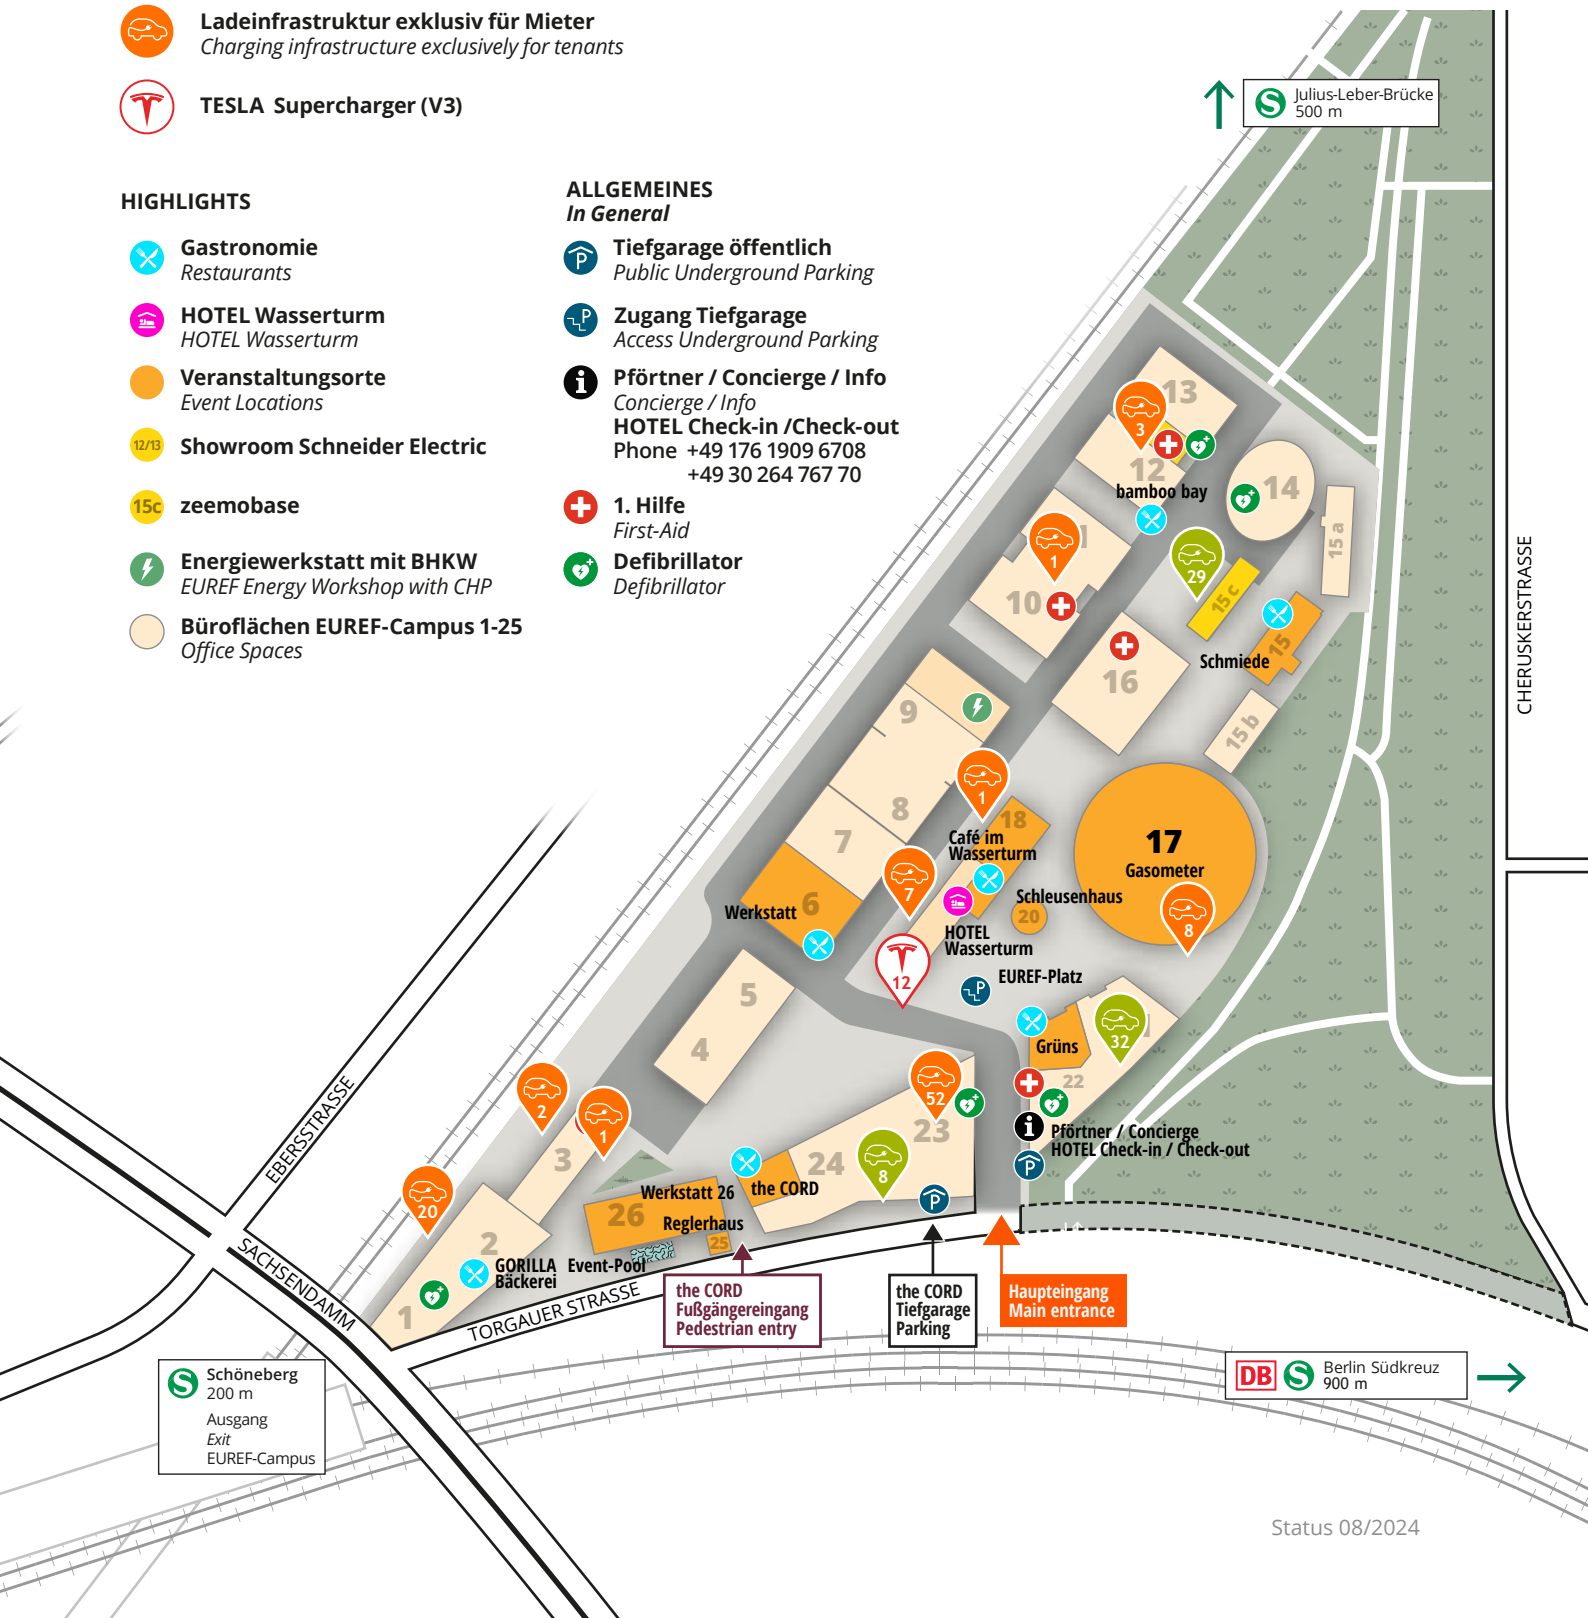 Ladeinfrastruktur exklusiv für Mieter
Charging infrastructure exclusively for tenants
TESLA Supercharger (V3)
HIGHLIGHTS
Gastronomie
Restaurants
HOTEL Wasserturm
HOTEL Wasserturm
Veranstaltungsorte
Event Locations
12/13
Showroom Schneider Electric
15c
zeemobase
Energiewerkstatt mit BHKW
EUREF Energy Workshop with CHP
Büroflächen EUREF-Campus 1-25
Office Spaces
ALLGEMEINES
In General
P
Tiefgarage öffentlich
Public Underground Parking
P
Zugang Tiefgarage
Access Underground Parking
i
Pförtner / Concierge / Info
Concierge / Info
HOTEL Check-in /Check-out
Phone +49 176 1909 6708
+49 30 264 767 70
1. Hilfe
First-Aid
Defibrillator
Defibrillator
S
Julius-Leber-Brücke
500 m
13
3
12
bamboo bay
14
15 a
1
10
29
15 c
15
Schmiede
16
15 b
CHERUSKERSTRASSE
9
8
7
1
18
Café im
Wasserturm
17
Gasometer
8
7
6
Werkstatt
Schleusenhaus
20
HOTEL
Wasserturm
12
P
EUREF-Platz
5
4
Grüns
32
22
i
Pförtner / Concierge
HOTEL Check-in / Check-out
P
52
23
24
8
P
the CORD
2
1
3
20
2
1
GORILLA
Bäckerei
Werkstatt 26
26
Reglerhaus
25
Event-Pool
EBERSSTRASSE
SACHSENDAMM
TORGAUER STRASSE
the CORD
Fußgängereingang
Pedestrian entry
the CORD
Tiefgarage
Parking
Haupteingang
Main entrance
S
Schöneberg
200 m
Ausgang
Exit
EUREF-Campus
DB
S
Berlin Südkreuz
900 m
Status 08/2024